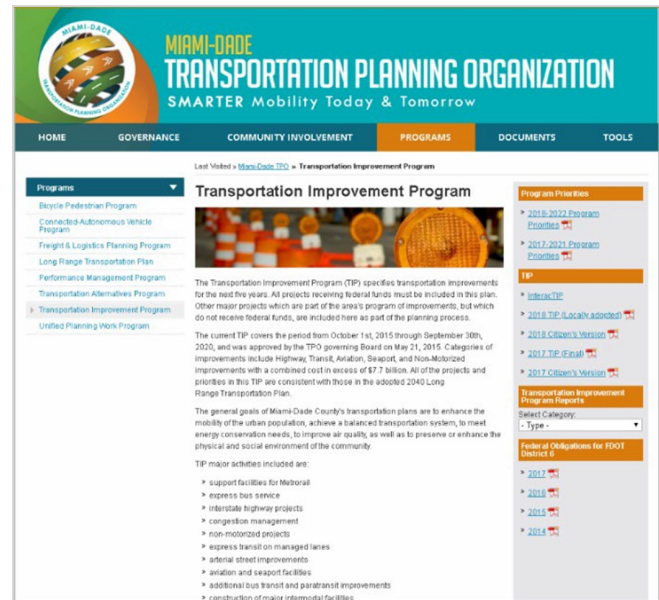 MIAMI-DADE
TRANSPORTATION PLANNING ORGANIZATION
MIAMI-DADE
TRANSPORTATION PLANNING ORGANIZATION
SMARTER Mobility Today & Tomorrow
HOME GOVERNANCE COMMUNITY INVOLVEMENT PROGRAMS DOCUMENTS TOOLS
Last Visited » Miami-Dade TPO » Transportation Improvement Program
Programs
Bicycle Pedestrian Program
Connected-Autonomous Vehicle
Program
Freight & Logistics Planning Program
Long Range Transportation Plan
Performance Management Program
Transportation Alternatives Program
Transportation Improvement Program
Unified Planning Work Program
Transportation Improvement Program
The Transportation Improvement Program (TIP) specifies transportation improvements
for the next five years. All projects receiving federal funds must be included in this plan.
Other major projects which are part of the area's program of improvements, but which
do not receive federal funds, are included here as part of the planning process.
The current TIP covers the period from October 1st, 2015 through September 30th,
2020, and was approved by the TPO governing Board on May 21, 2015. Categories of
improvements include Highway, Transit, Aviation, Seaport, and Non-Motorized
improvements with a combined cost in excess of $7.7 billion. All of the projects and
priorities in this TIP are consistent with those in the adopted 2040 Long
Range Transportation Plan.
The general goals of Miami-Dade County's transportation plans are to enhance the
mobility of the urban population, achieve a balanced transportation system, to meet
energy conservation needs, to improve air quality, as well as to preserve or enhance the
physical and social environment of the community.
TIP major activities included are:
support facilities for Metrorail
express bus service
interstate highway projects
congestion management
non-motorized projects
express transit on managed lanes
arterial street improvements
aviation and seaport facilities
additional bus transit and paratransit improvements
construction of major intermodal facilities
Program Priorities
2018-2022 Program
Priorities
2017-2021 Program
Priorities
TIP
InteracTIP
2018 TIP (Locally adopted)
2018 Citizen's Version
2017 TIP (Final)
2017 Citizen's Version
Transportation Improvement
Program Reports
Select Category:
- Type -
Federal Obligations for FDOT
District 6
2017
2016
2015
2014